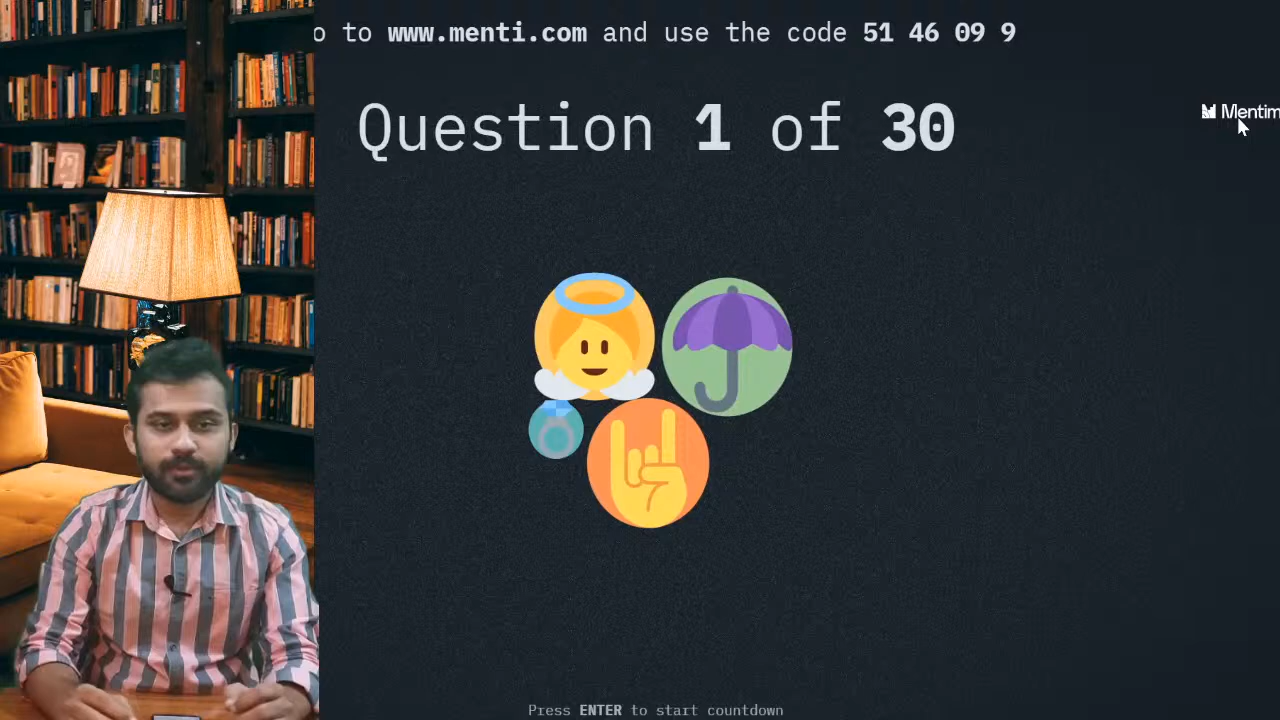 o to www.menti.com and use the code 51 46 09 9
Mentim
Question 1 of 30
Press ENTER to start countdown